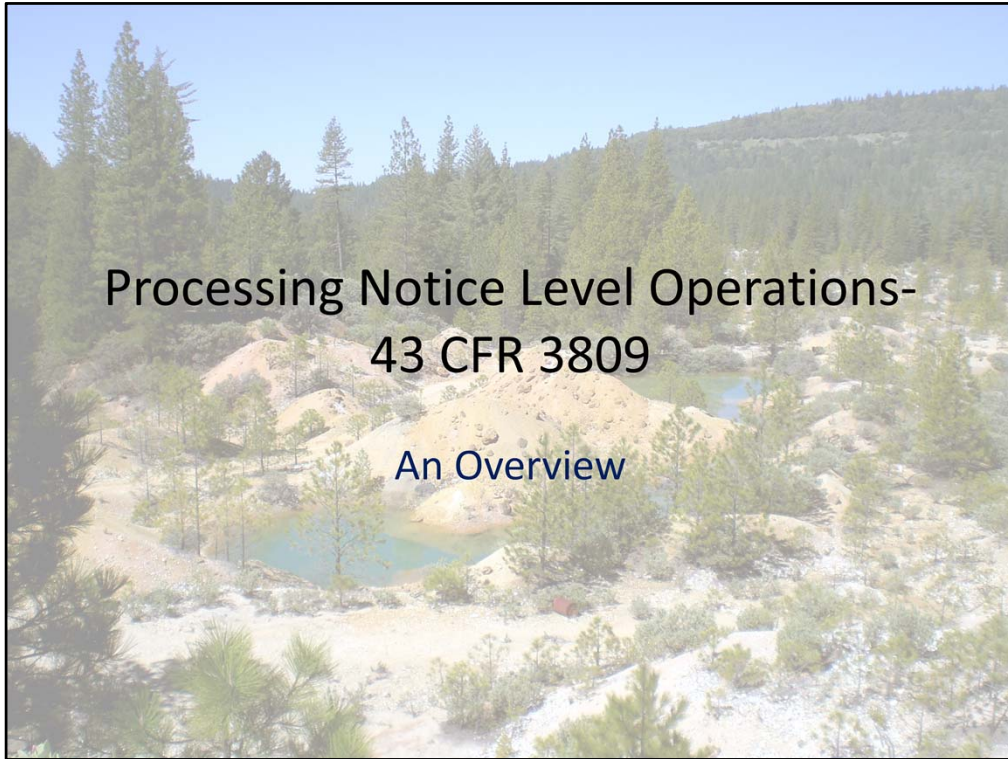 Processing Notice Level Operations-
43 CFR 3809
An Overview